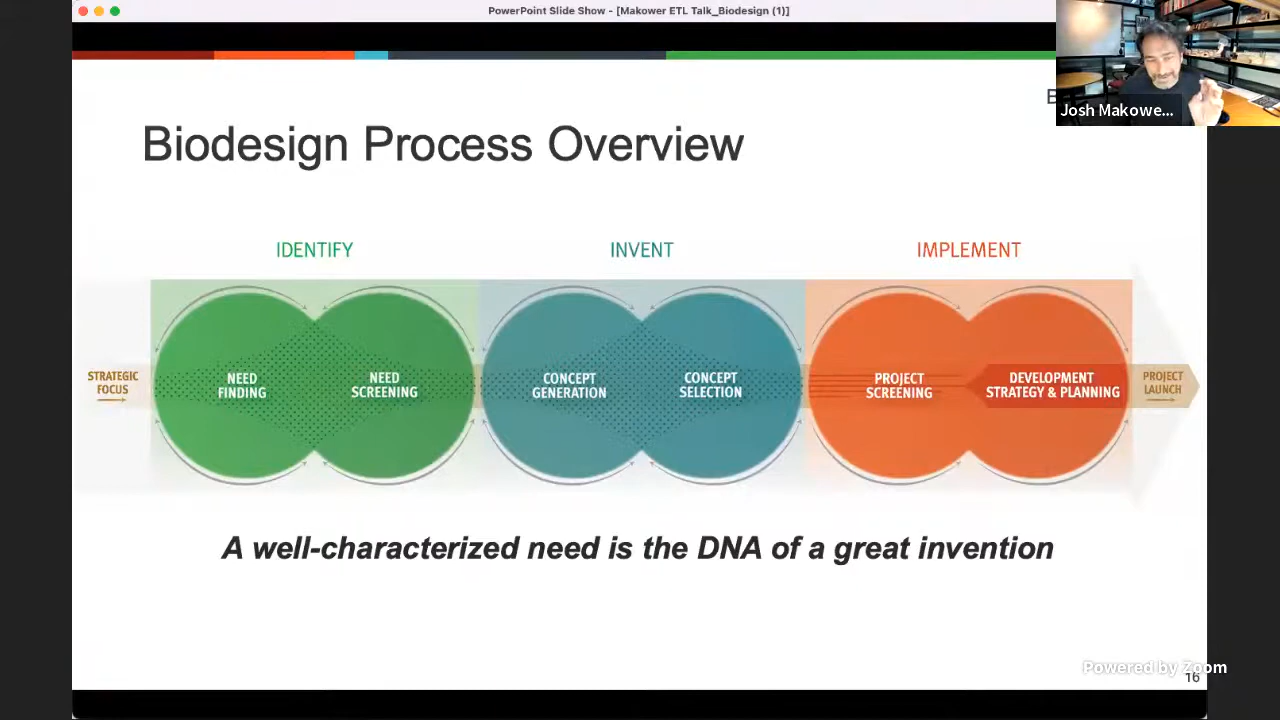 PowerPoint Slide Show - [Makower ETL Talk_Biodesign (1)]
Josh Makowe...
Biodesign Process Overview
IDENTIFY
INVENT
IMPLEMENT
STRATEGIC
FOCUS
NEED
FINDING
NEED
SCREENING
CONCEPT
GENERATION
CONCEPT
SELECTION
PROJECT
SCREENING
DEVELOPMENT
STRATEGY & PLANNING
PROJECT
LAUNCH
A well-characterized need is the DNA of a great invention
Powered by Zoom
16